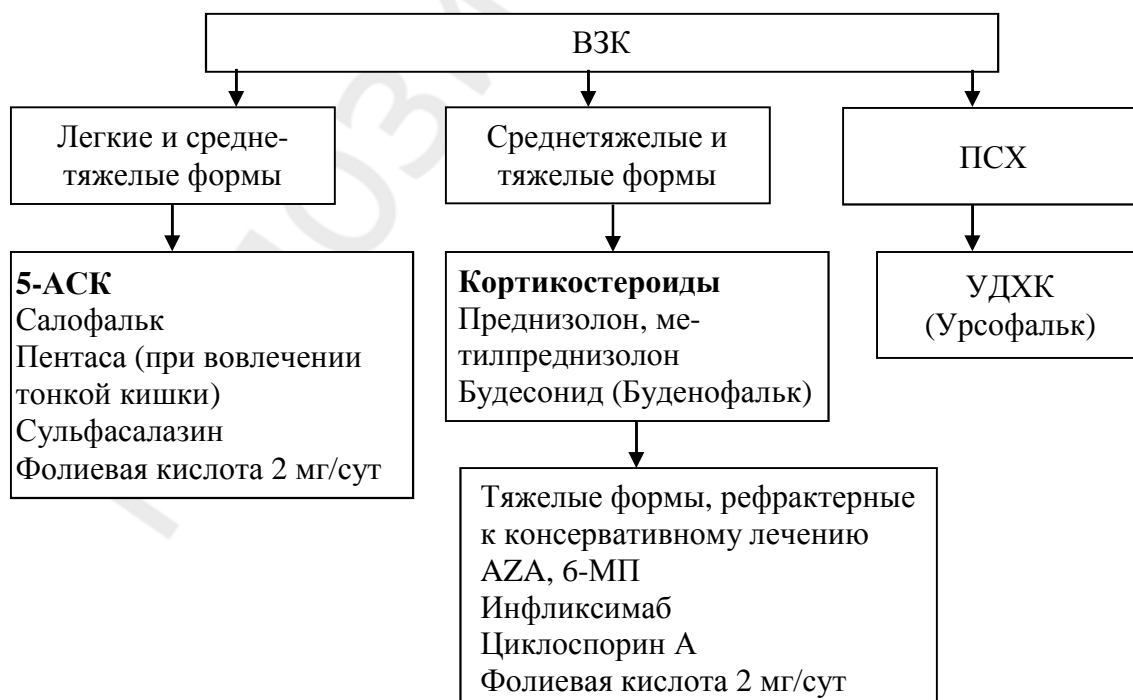 ВЗК
Легкие и средне-
тяжелые формы
Среднетяжелые и
тяжелые формы
ПСХ
5-АСК
Салофальк
Пентаса (при вовлечении
тонкой кишки)
Сульфасалазин
Фолиевая кислота 2 мг/сут
Кортикостероиды
Преднизолон, ме-
тилпреднизолон
Будесонид (Буденофальк)
УДХК
(Урсофальк)
Тяжелые формы, рефрактерные
к консервативному лечению
AZA, 6-МП
Инфликсимаб
Циклоспорин А
Фолиевая кислота 2 мг/сут